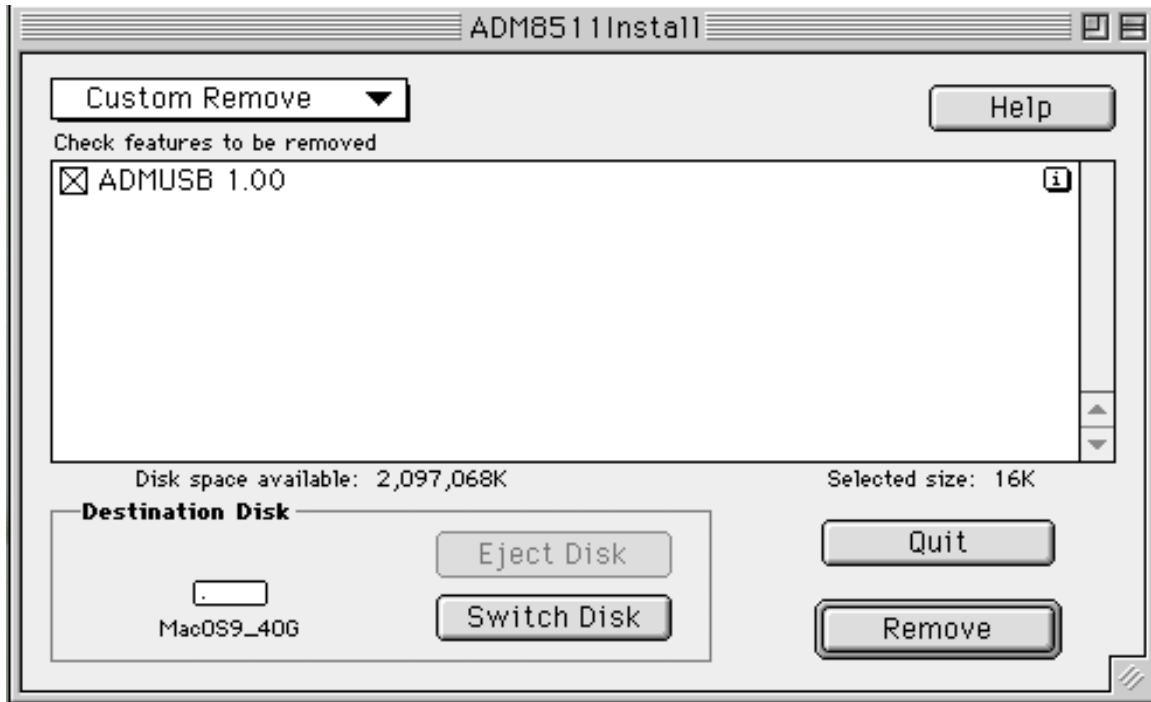 ADM8511Install
Custom Remove
Help
Check features to be removed
ADMUSB 1.00
i
Disk space available: 2,097,068K
Selected size: 16K
Destination Disk
Eject Disk
Quit
MacOS9_40G
Switch Disk
Remove